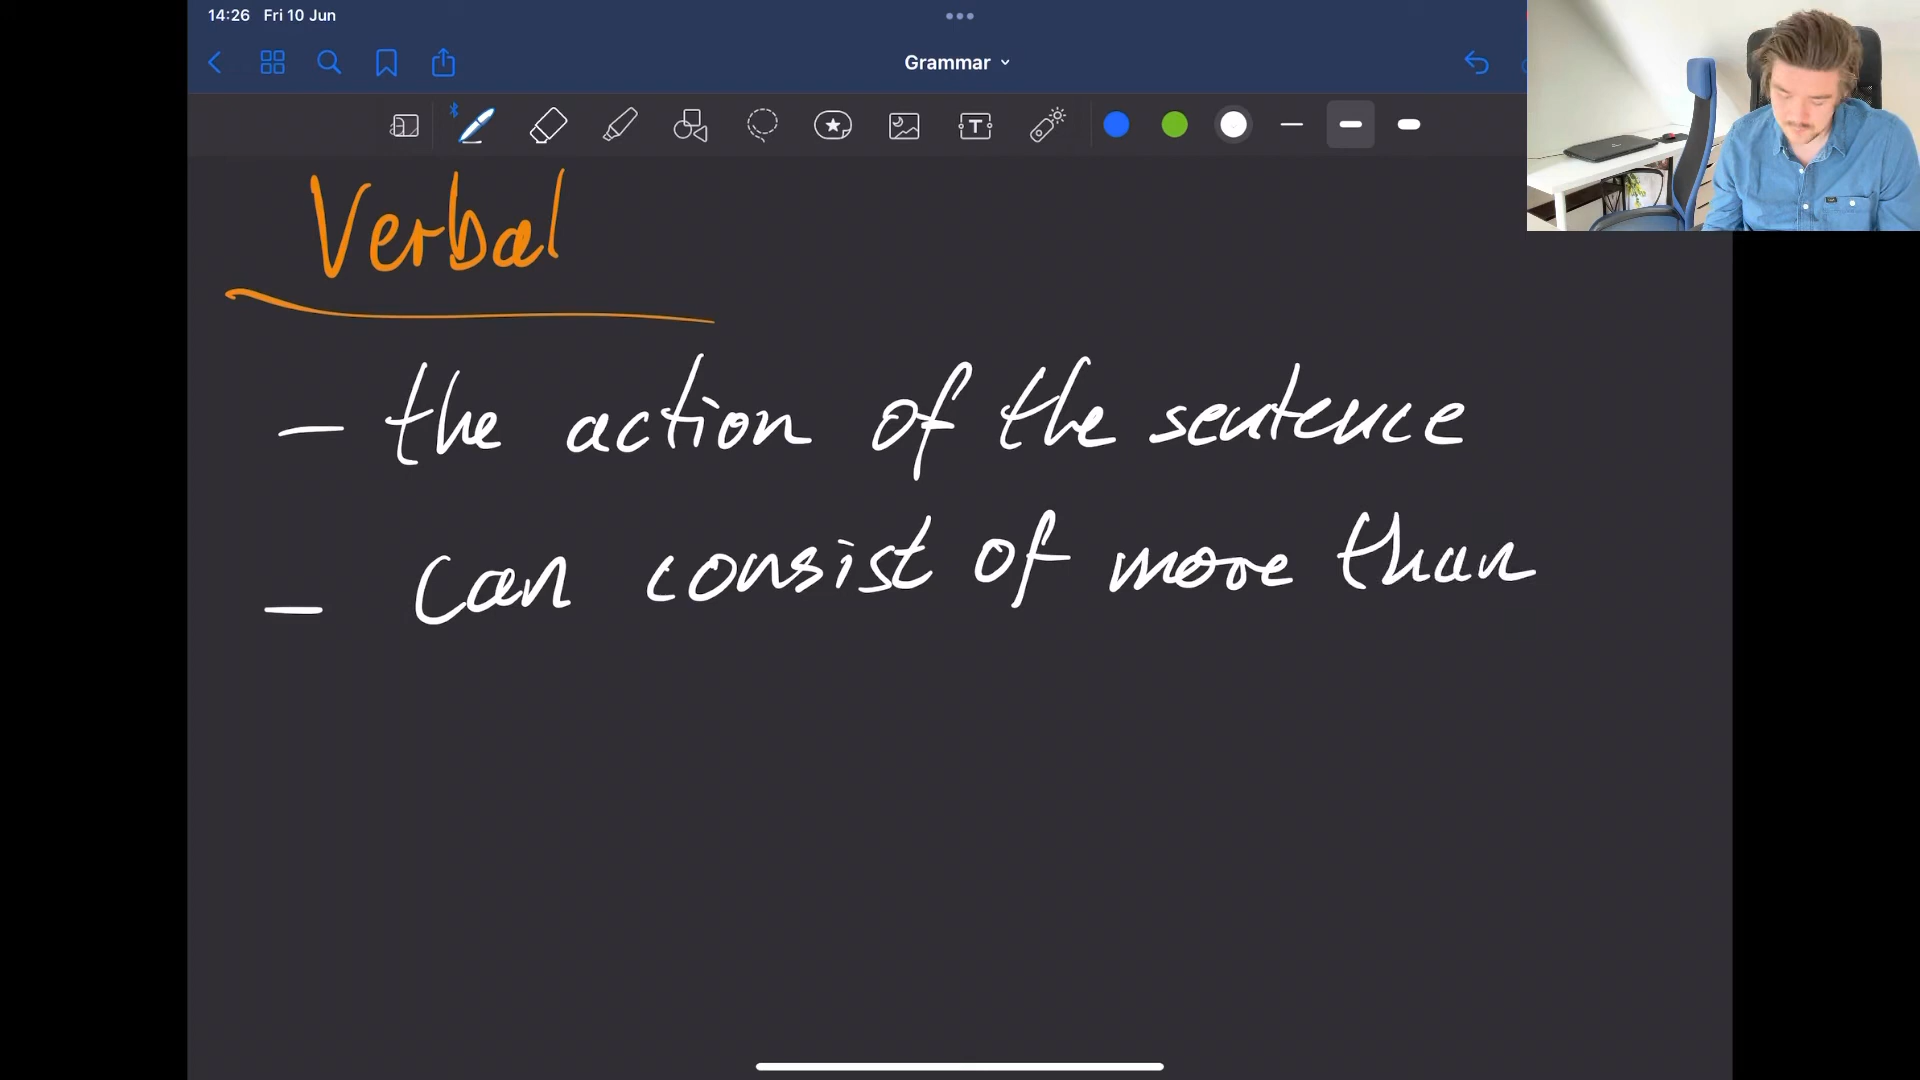 14:26 Fri 10 Jun
Grammar
T
Verbal
- the action of the sentence
- can consist of more than